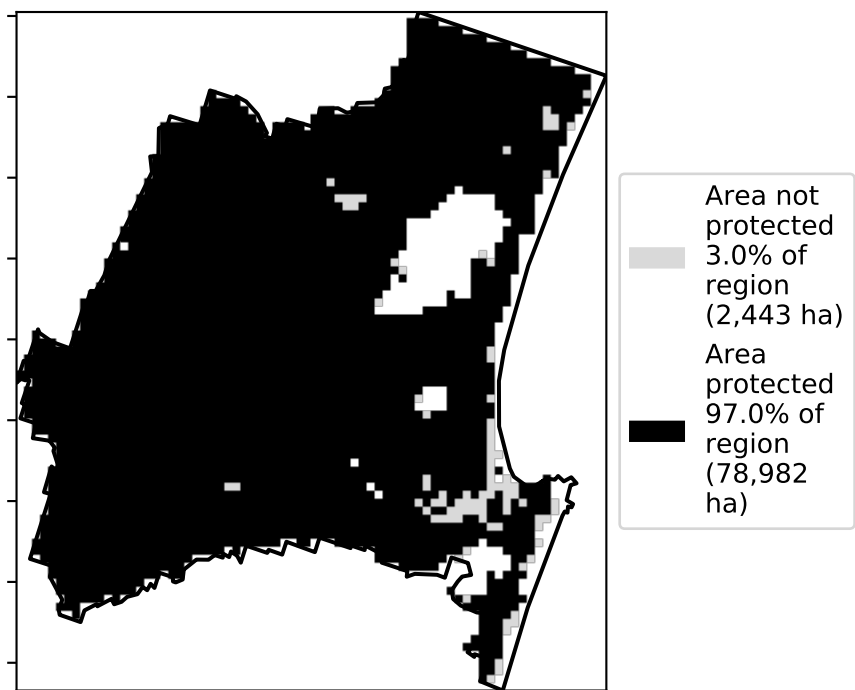 Area not
protected
3.0% of
region
(2,443 ha)
Area
protected
97.0% of
region
(78,982
ha)